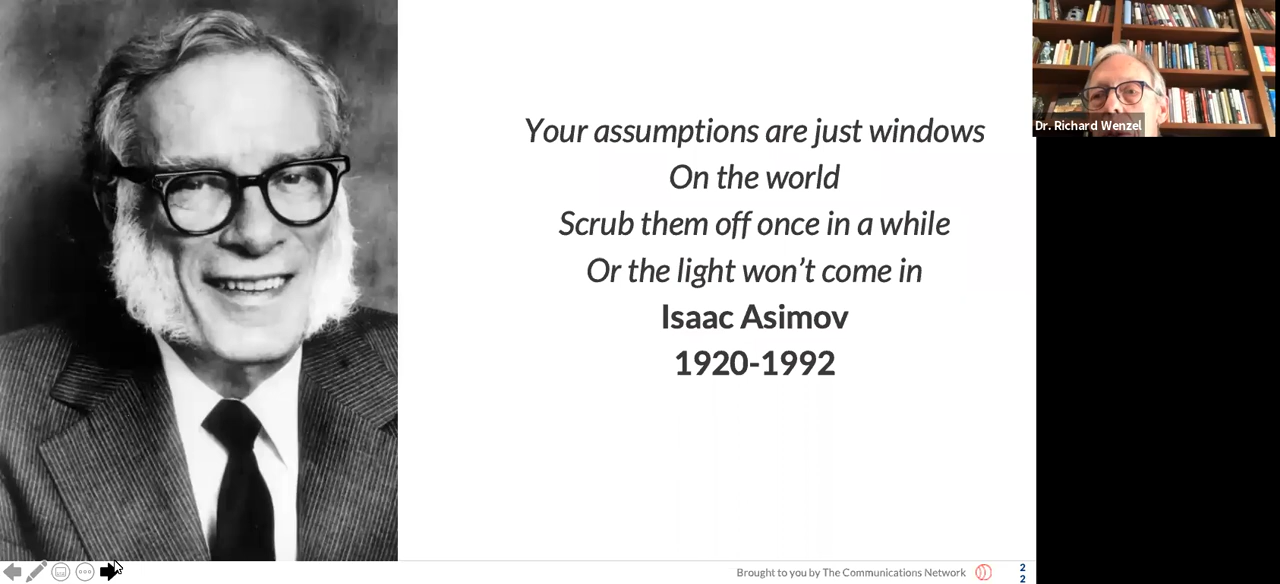 Your assumptions are just windows
On the world
Scrub them off once in a while
Or the light won't come in
Isaac Asimov
1920-1992
Dr. Richard Wenzel
Brought to you by The Communications Network
2
2